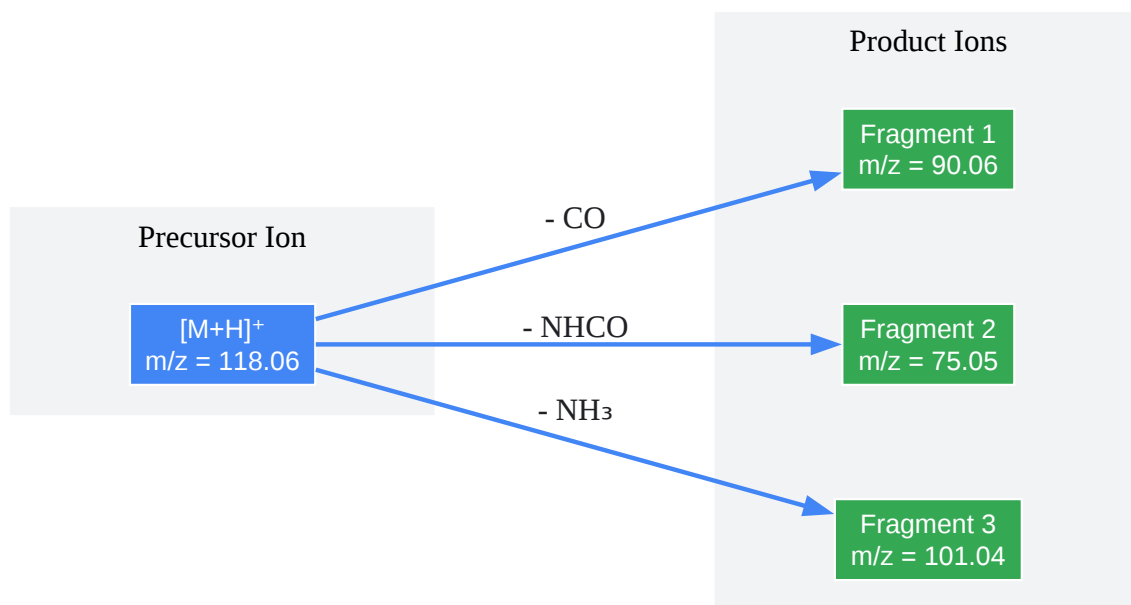 Product Ions
Fragment 1
m/z = 90.06
- CO
Precursor Ion
[M+H]⁺
m/z = 118.06
- NHCO
Fragment 2
m/z = 75.05
- NH₃
Fragment 3
m/z = 101.04